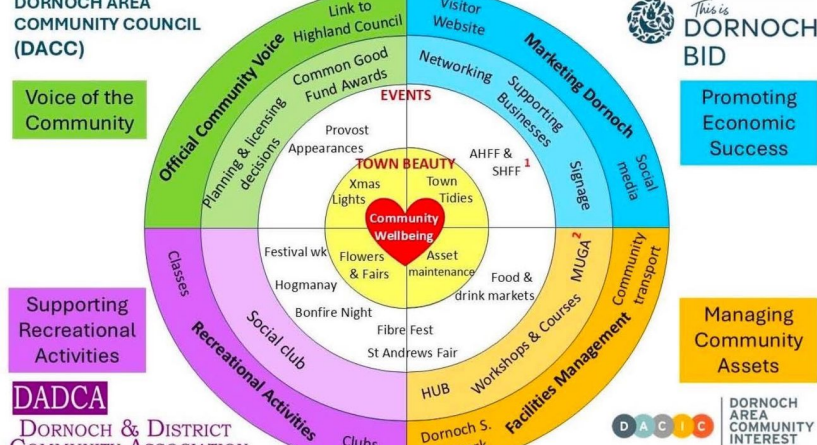 DORNOCH AREA
COMMUNITY COUNCIL
(DACC)
Voice of the
Community
Link to
Highland Council
Official Community Voice
Common Good
Fund Awards
Planning & licensing
decisions
Visitor
Website
Marketing Dornoch
Networking
Supporting
Businesses
Signage
Social
media
This is
DORNOCH
BID
Promoting
Economic
Success
EVENTS
Provost
Appearances
AHFF &
SHFF 1
TOWN BEAUTY
Xmas
Lights
Town
Tidies
Community
Wellbeing
Flowers
& Fairs
Asset
maintenance
Festival wk
Hogmanay
Bonfire Night
Fibre Fest
St Andrews Fair
Food &
drink markets
Classes
Social club
Recreational Activities
Clubs
Supporting
Recreational
Activities
DADCA
DORNOCH & DISTRICT
COMMUNITY ASSOCIATION
MUGA 2
Community
transport
Workshops & Courses
HUB
Facilities Management
Dornoch S.
Managing
Community
Assets
DACIC
DORNOCH
AREA
COMMUNITY
INTEREST